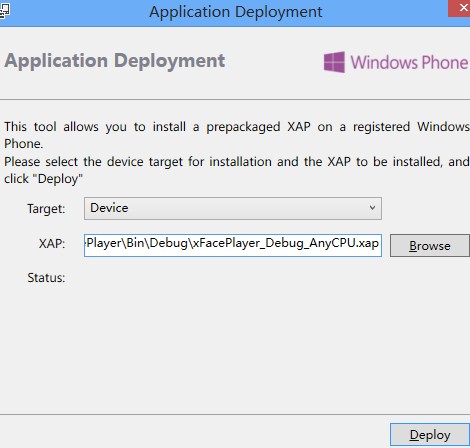 Application Deployment
Application Deployment
Windows Phone
This tool allows you to install a prepackaged XAP on a registered Windows
Phone.
Please select the device target for installation and the XAP to be installed, and
click "Deploy"
Target: Device
XAP: Player\Bin\Debug\xFacePlayer_Debug_AnyCPU.xap Browse
Status:
Deploy